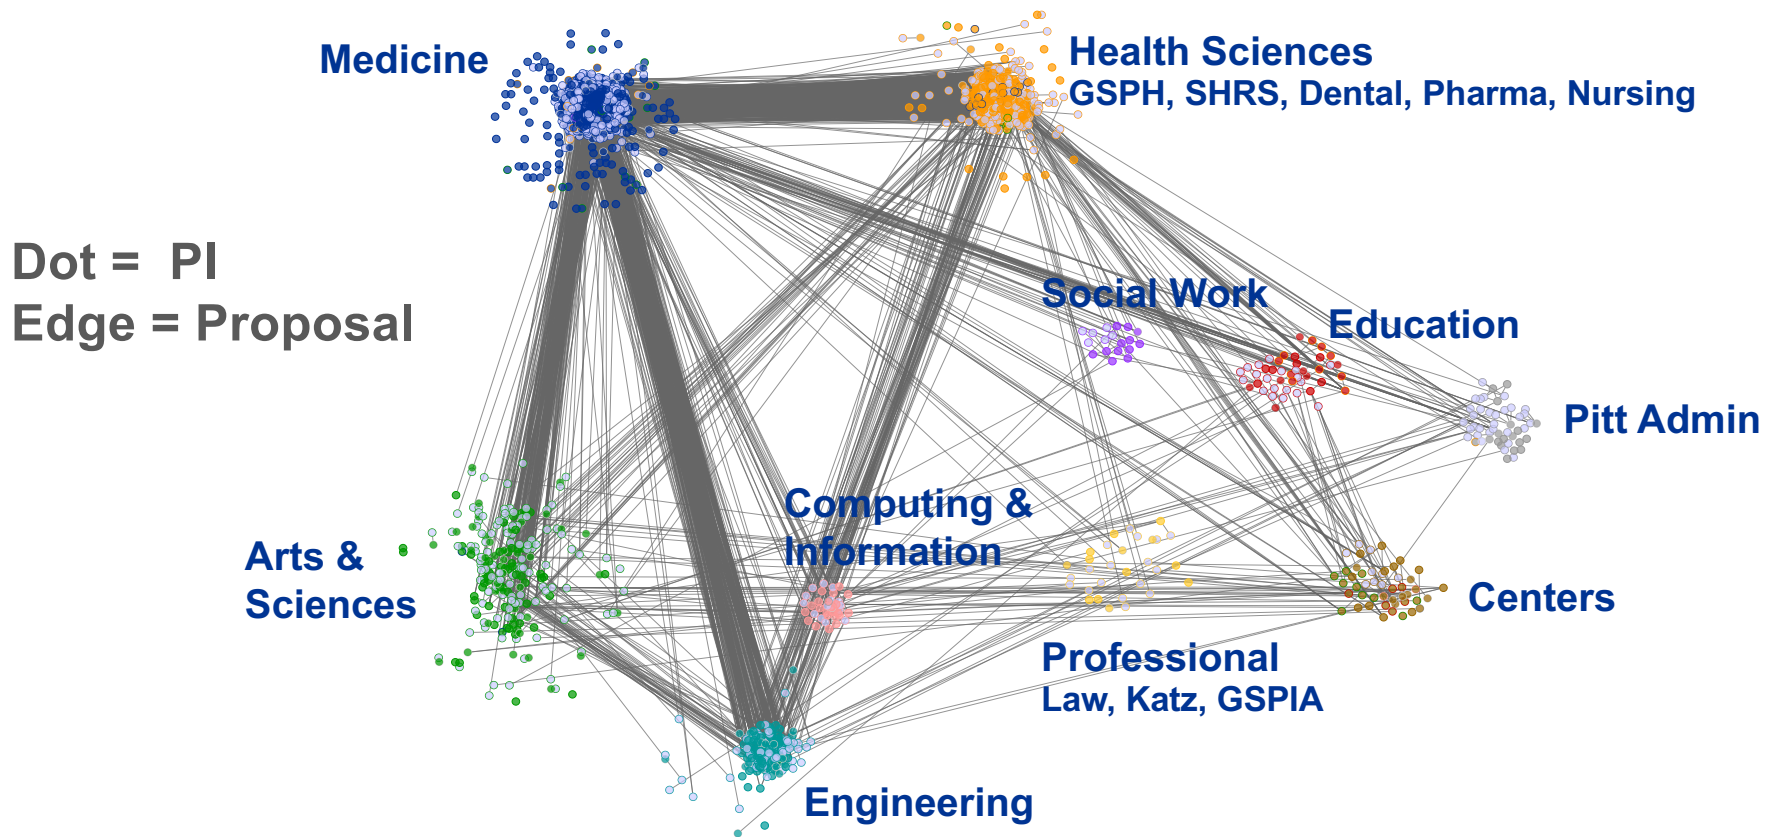 Medicine
Health Sciences
GSPH, SHRS, Dental, Pharma, Nursing
Dot = PI
Edge = Proposal
Social Work
Education
Pitt Admin
Computing &
Information
Arts &
Sciences
Centers
Professional
Law, Katz, GSPIA
Engineering